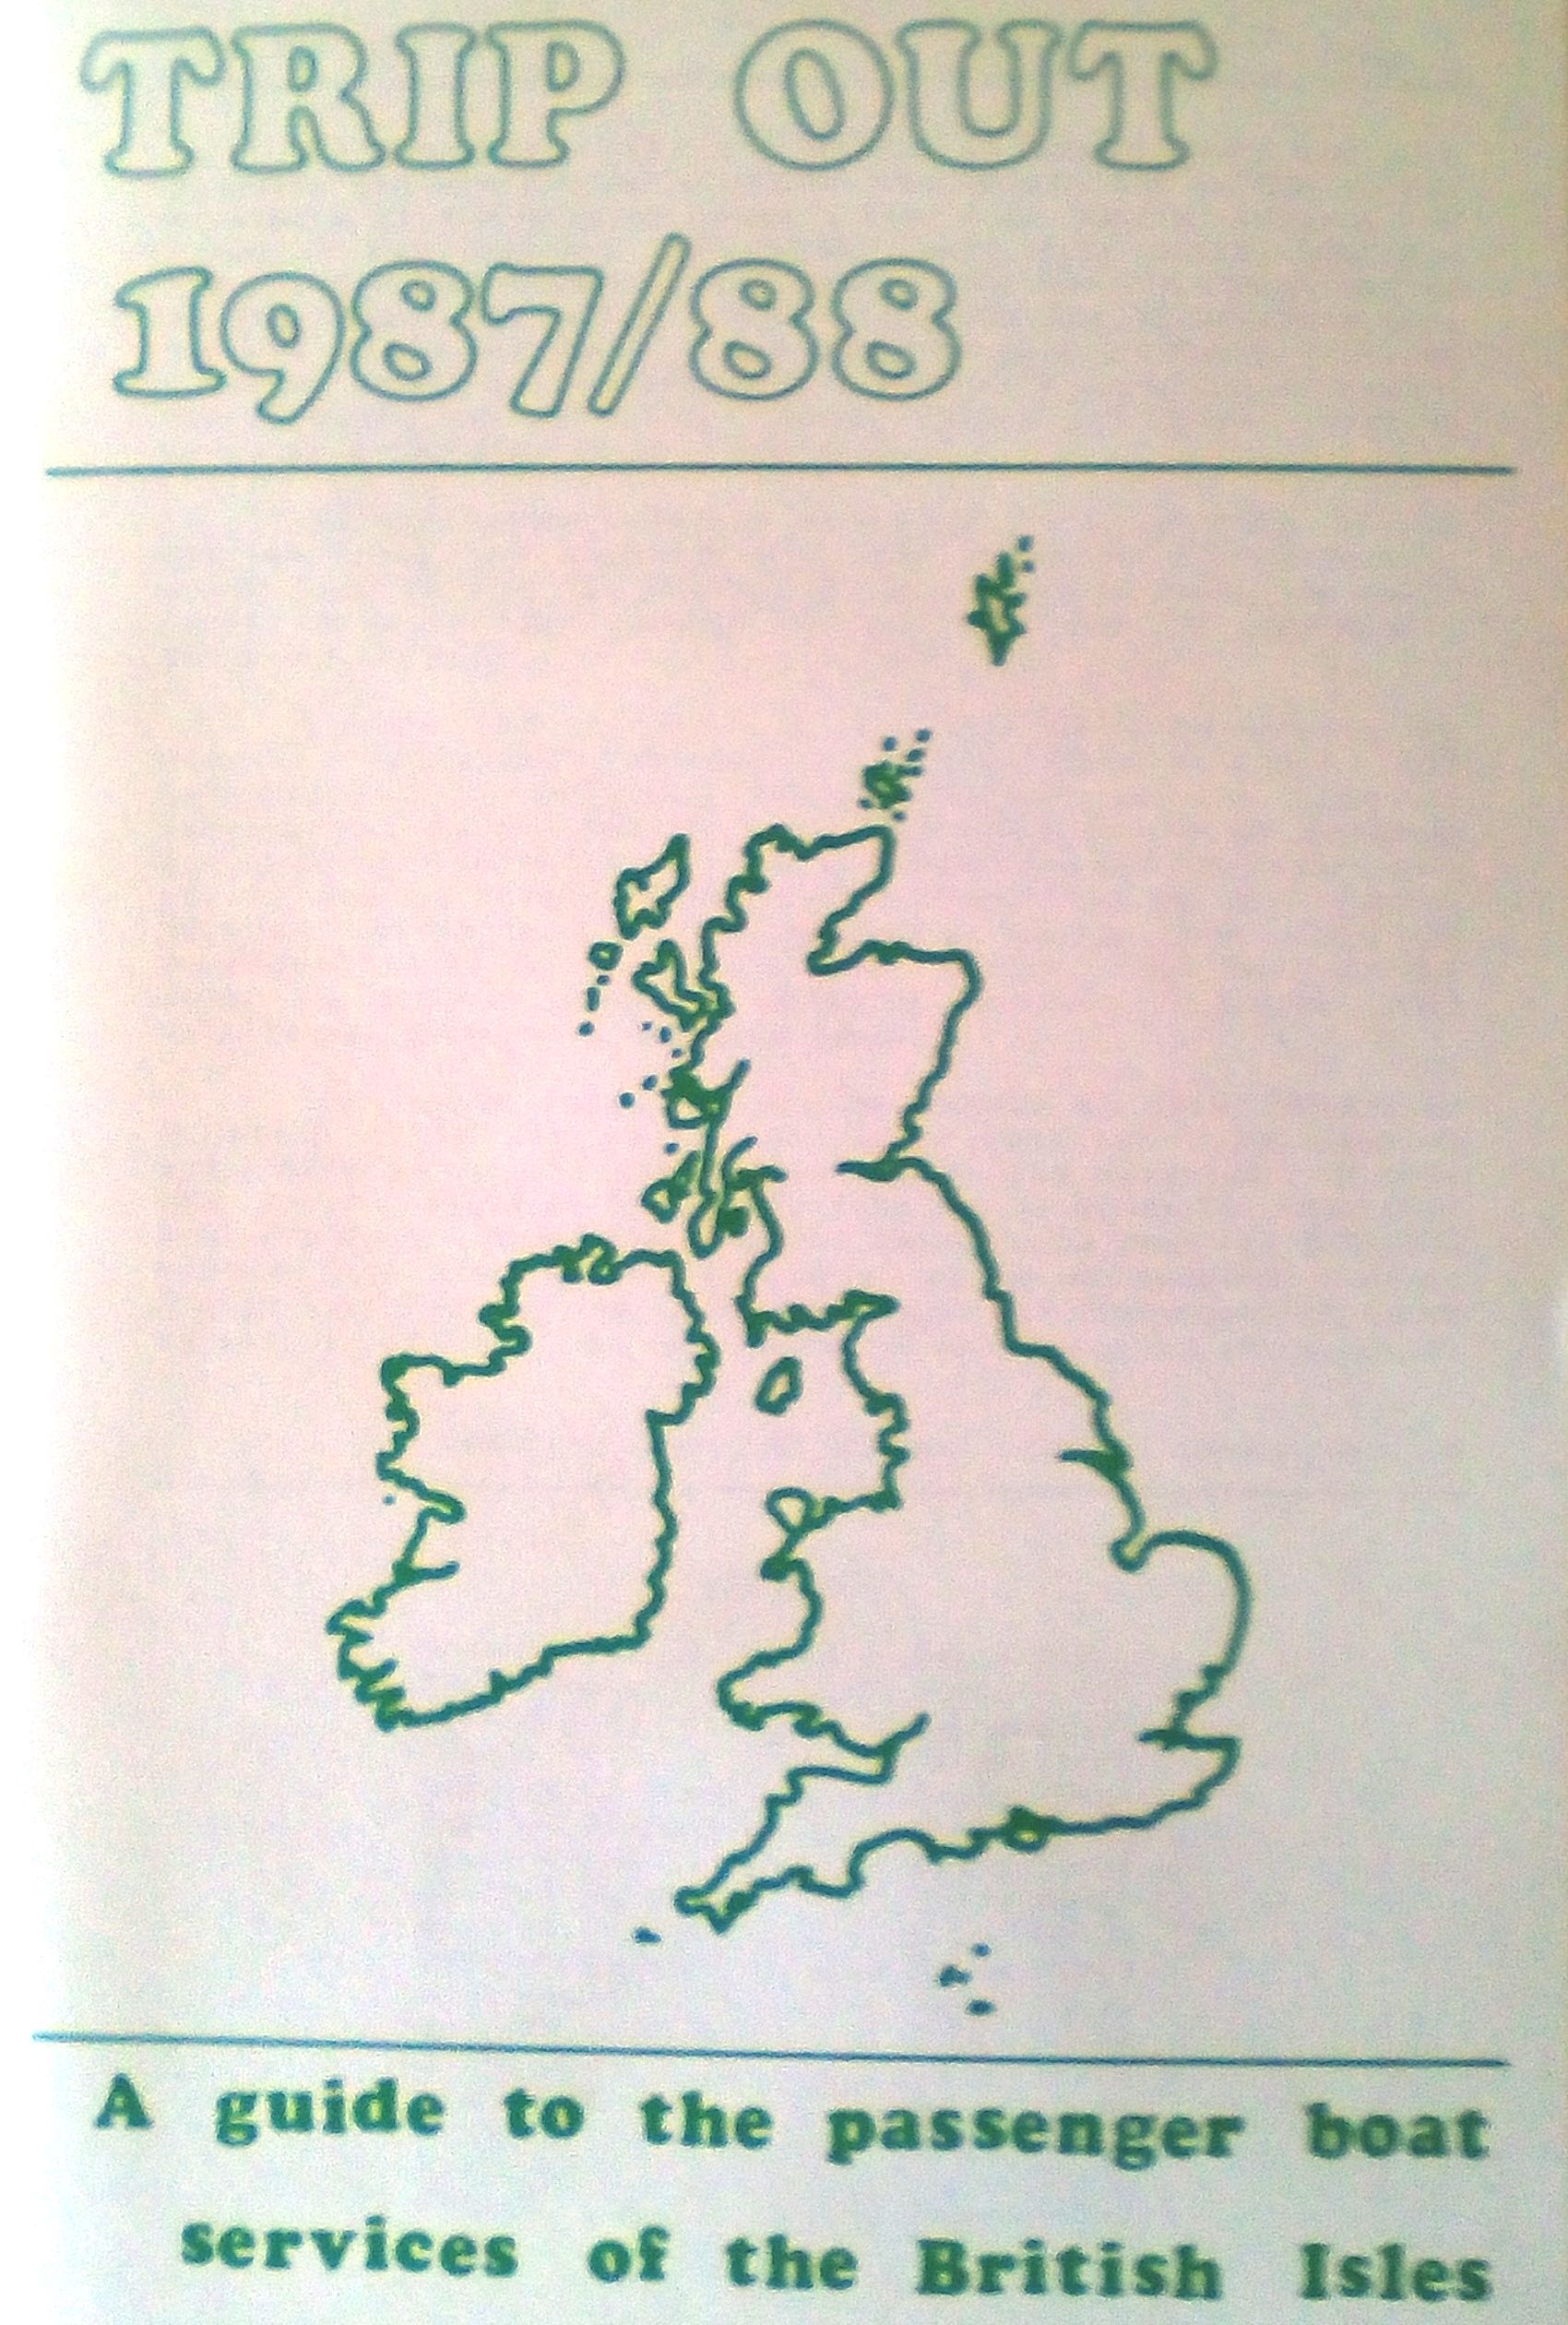 TRIP OUT
1987/88
A guide to the passenger boat
services of the British Isles